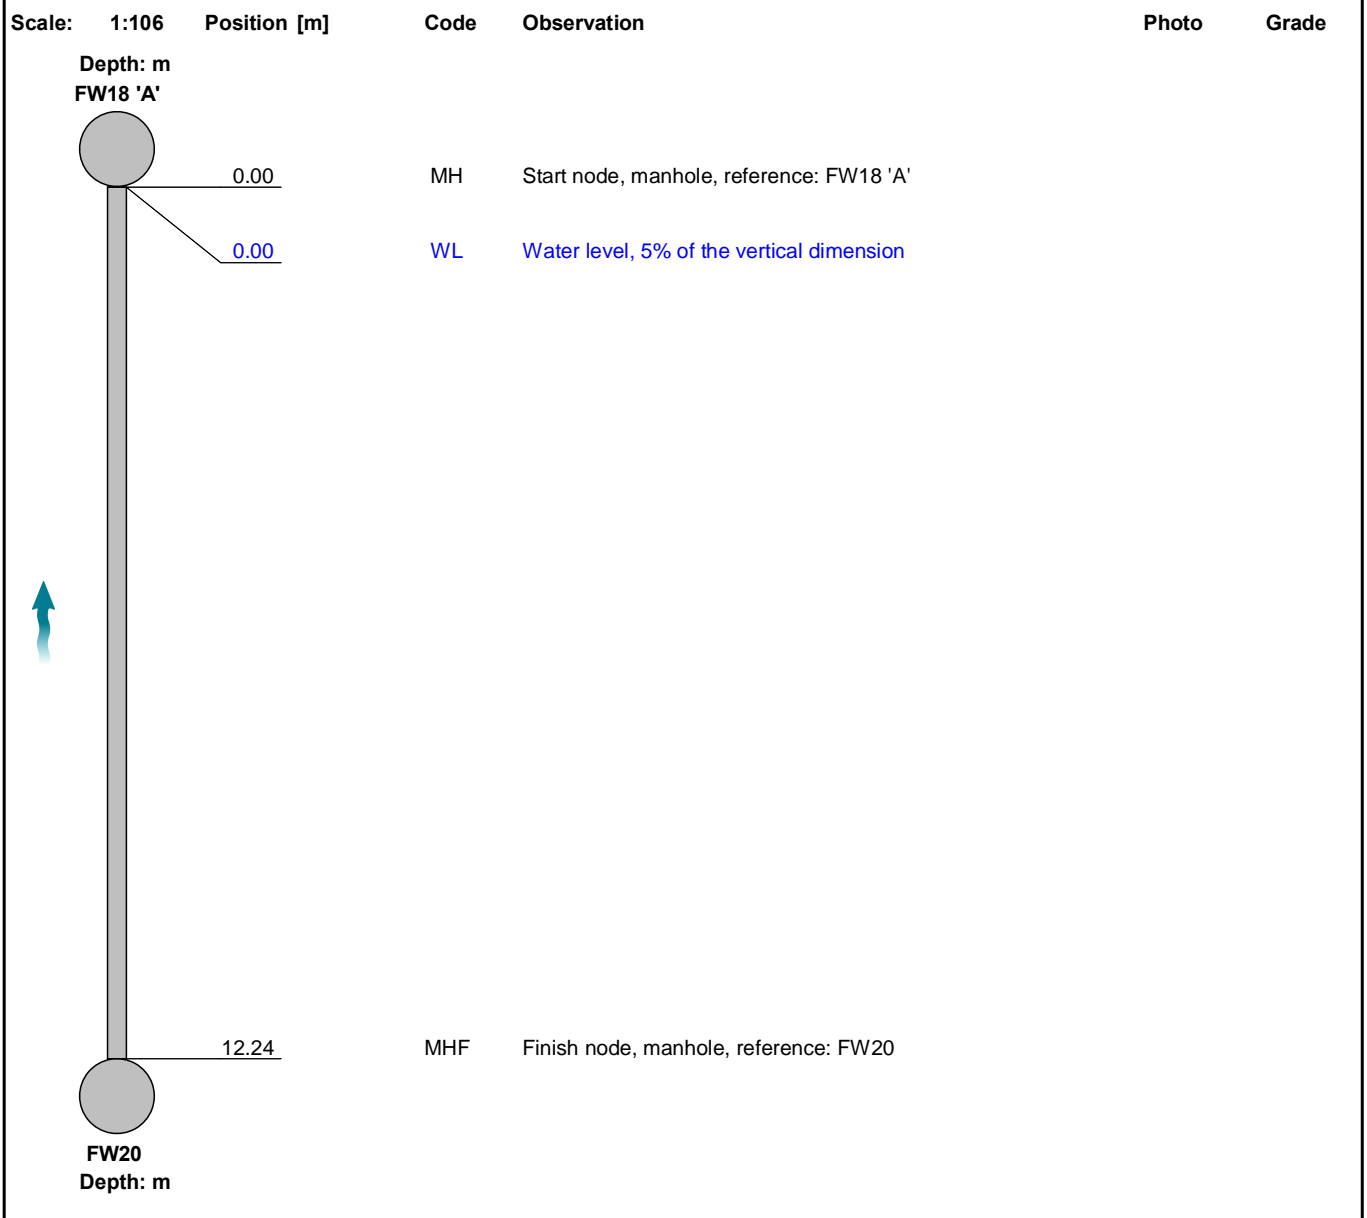 Scale: 1:106 Position [m] Code Observation Photo Grade
Depth: m
FW18 'A'
0.00 MH Start node, manhole, reference: FW18 'A'
0.00 WL Water level, 5% of the vertical dimension
12.24 MHF Finish node, manhole, reference: FW20
FW20
Depth: m